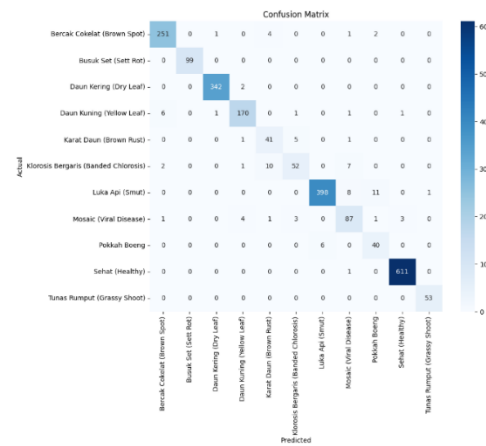 Confusion Matrix
Bercak Cokelat (Brown Spot) 251 0 1 0 4 0 0 1 2 0 0
Busuk Set (Sett Rot) 0 99 0 0 0 0 0 0 0 0 0
Daun Kering (Dry Leaf) 0 0 342 2 0 0 0 0 0 0 0
Daun Kuning (Yellow Leaf) 6 0 1 170 0 1 0 1 0 1 0
Karat Daun (Brown Rust) 0 0 0 1 41 5 0 1 0 0 0
Klorosis Bergaris (Banded Chlorosis) 2 0 0 1 10 52 0 7 0 0 0
Luka Api (Smut) 0 0 0 0 0 0 398 8 11 0 1
Mosaic (Viral Disease) 1 0 0 4 1 3 0 87 1 3 0
Pokkah Boeng 0 0 0 0 0 0 6 0 40 0 0
Sehat (Healthy) 0 0 0 0 0 0 0 1 0 611 0
Tunas Rumput (Grassy Shoot) 0 0 0 0 0 0 0 0 0 0 53
Actual
Bercak Cokelat (Brown Spot)
Busuk Set (Sett Rot)
Daun Kering (Dry Leaf)
Daun Kuning (Yellow Leaf)
Karat Daun (Brown Rust)
Klorosis Bergaris (Banded Chlorosis)
Luka Api (Smut)
Mosaic (Viral Disease)
Pokkah Boeng
Sehat (Healthy)
Tunas Rumput (Grassy Shoot)
Predicted
0